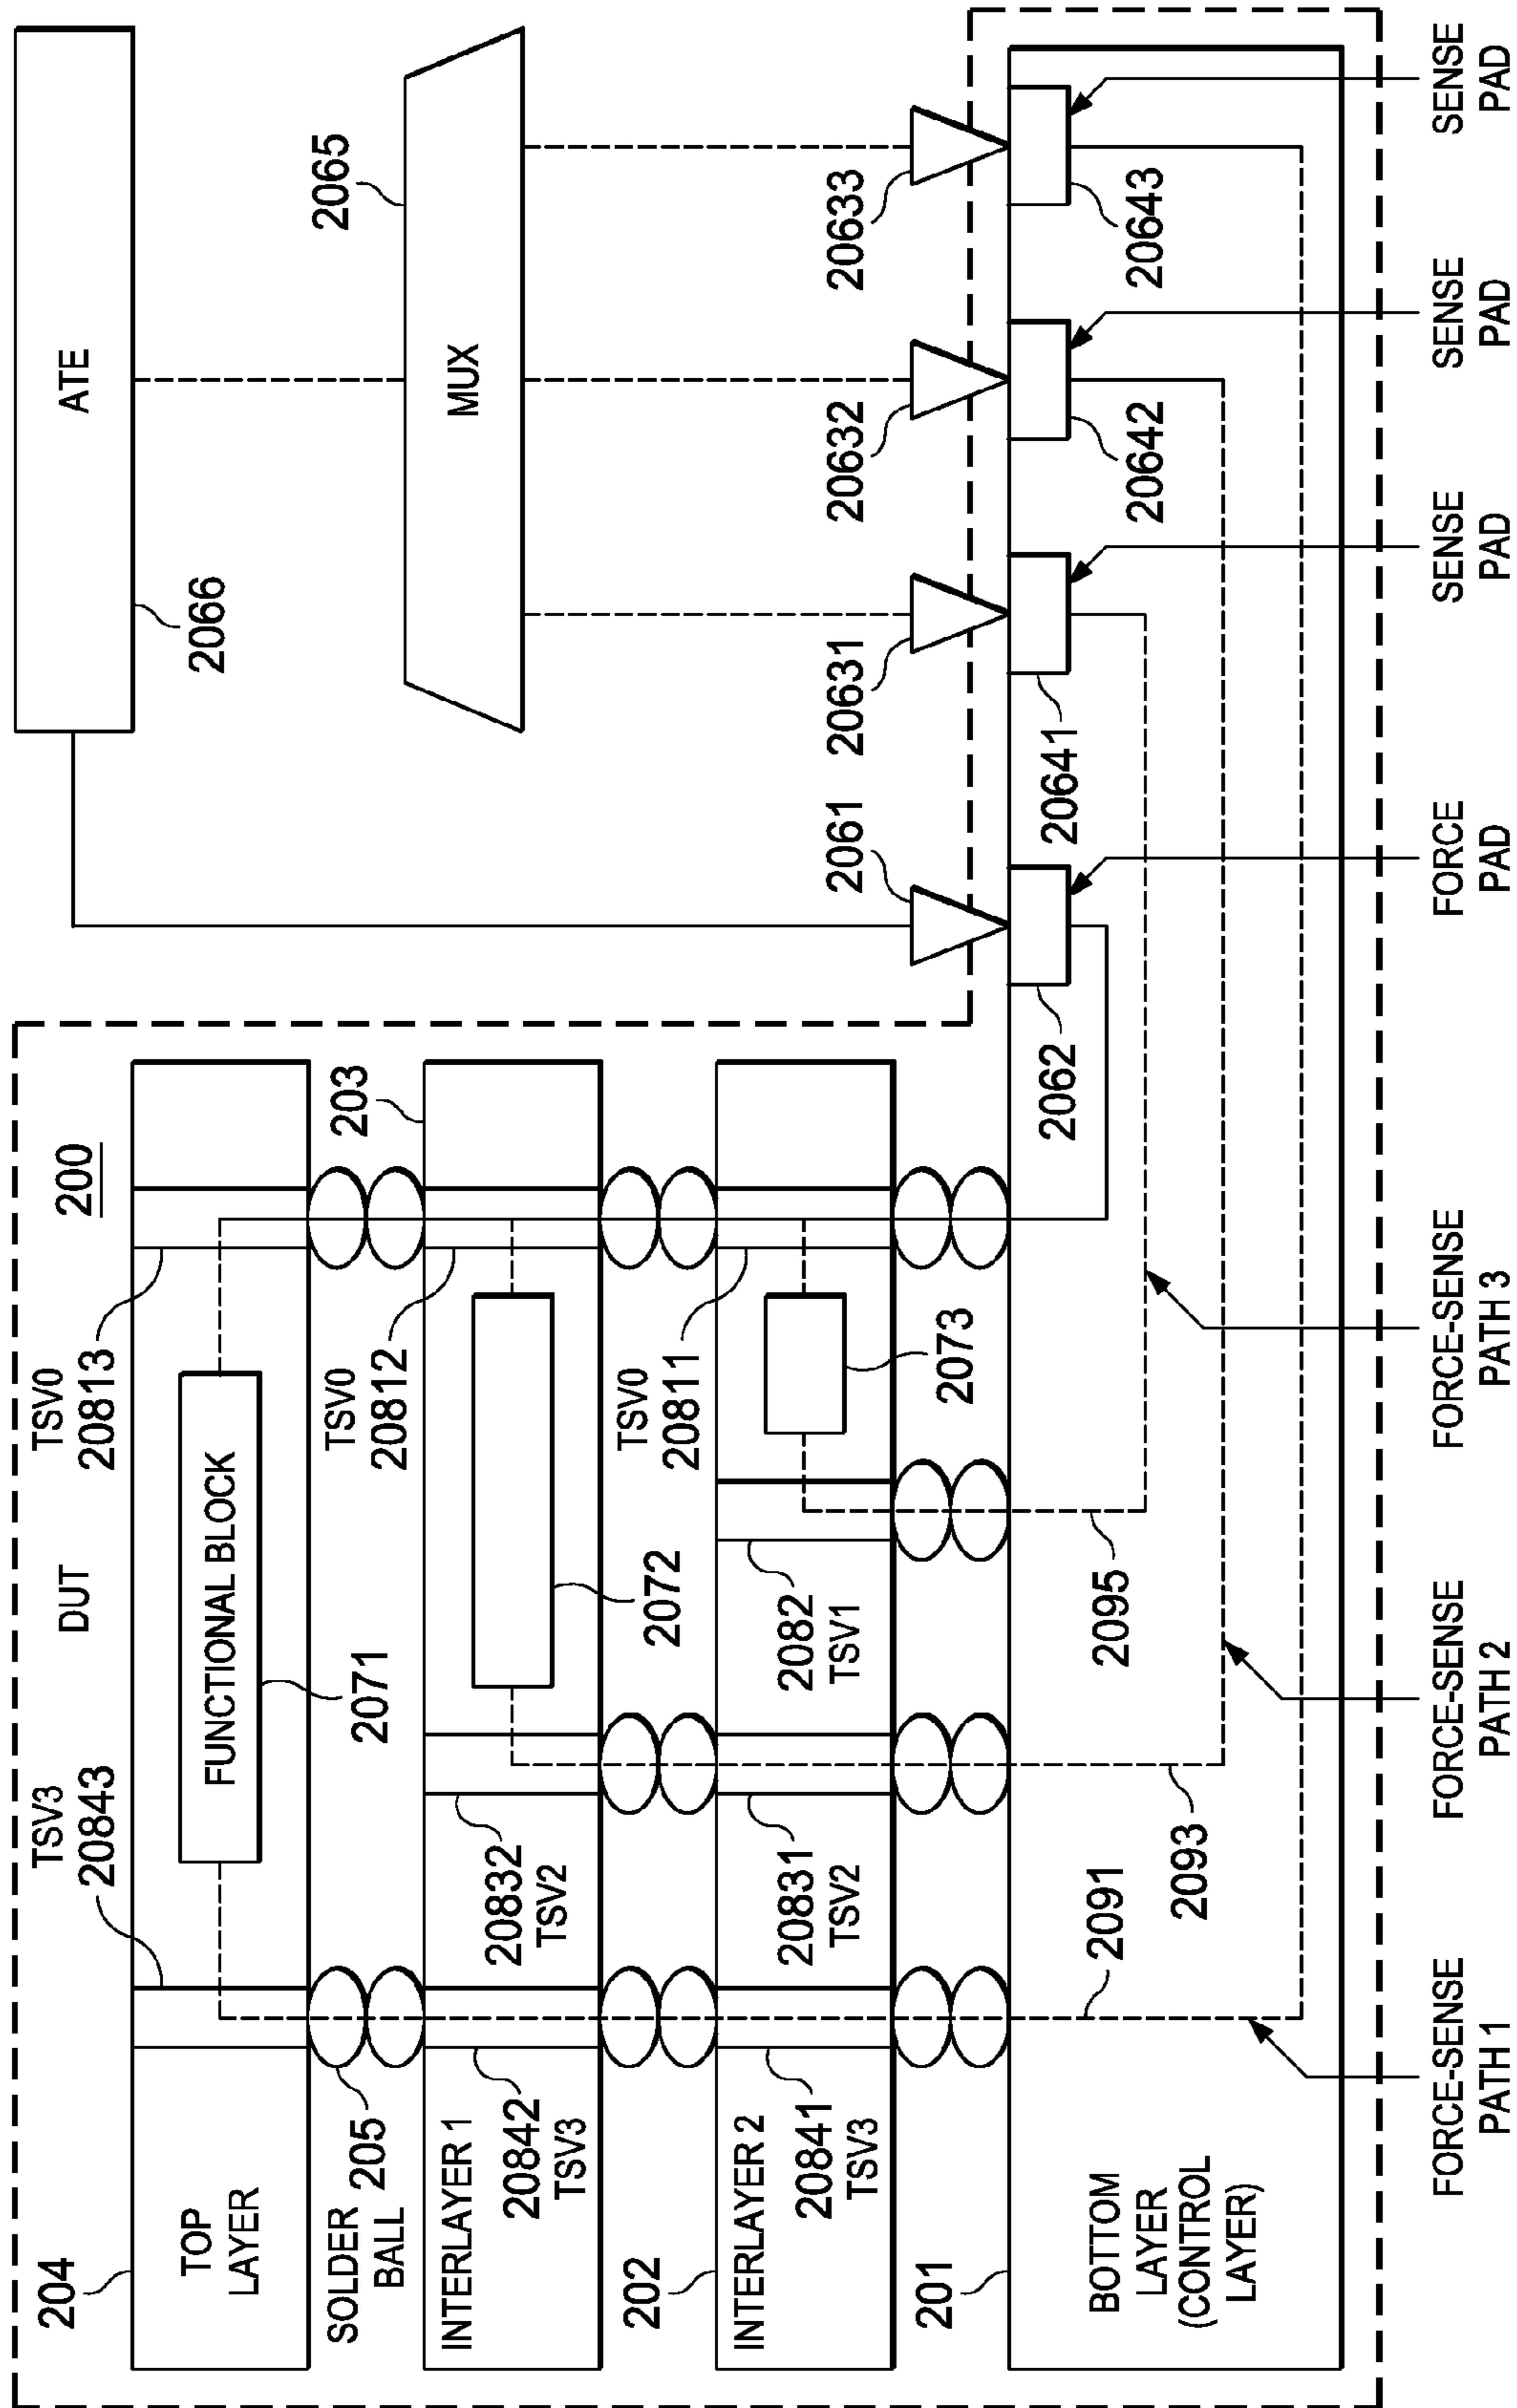 204
TOP
LAYER
TSV3
20843
FUNCTIONAL BLOCK
2071
DUT
TSV0
20813
200
SOLDER
BALL
205
INTERLAYER 1
20842
TSV3
20832
TSV2
2072
TSV0
20812
203
202
INTERLAYER 2
20841
TSV3
20831
TSV2
2082
TSV1
TSV0
20811
2073
201
BOTTOM
LAYER
(CONTROL
LAYER)
2091
2093
2095
2062
2061
20641
20631
20642
20632
20643
20633
ATE
2066
MUX
2065
FORCE-SENSE
PATH 1
FORCE-SENSE
PATH 2
FORCE-SENSE
PATH 3
FORCE
PAD
SENSE
PAD
SENSE
PAD
SENSE
PAD